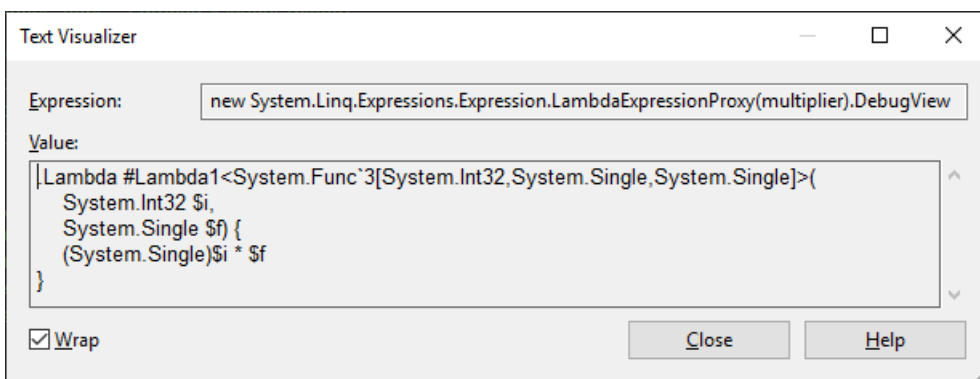 Text Visualizer
Expression:
new System.Linq.Expressions.Expression.LambdaExpressionProxy(multiplier).DebugView
Value:
.Lambda #Lambda1<System.Func`3[System.Int32,System.Single,System.Single]>(
System.Int32 $i,
System.Single $f) {
(System.Single)$i * $f
}
Wrap
Close
Help